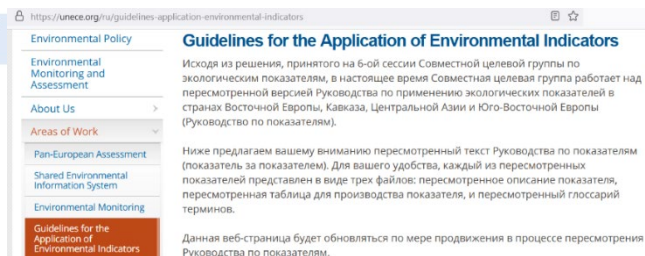 https://unece.org/ru/guidelines-application-environmental-indicators
Environmental Policy
Environmental
Monitoring and
Assessment
About Us
Areas of Work
Pan-European Assessment
Shared Environmental
Information System
Environmental Monitoring
Guidelines for the
Application of
Environmental Indicators
Guidelines for the Application of Environmental Indicators
Исходя из решения, принятого на 6-ой сессии Совместной целевой группы по
экологическим показателям, в настоящее время Совместная целевая группа работает над
пересмотренной версией Руководства по применению экологических показателей в
странах Восточной Европы, Кавказа, Центральной Азии и Юго-Восточной Европы
(Руководство по показателям).
Ниже предлагаем вашему вниманию пересмотренный текст Руководства по показателям
(показатель за показателем). Для вашего удобства, каждый из пересмотренных
показателей представлен в виде трех файлов: пересмотренное описание показателя,
пересмотренная таблица для производства показателя, и пересмотренный глоссарий
терминов.
Данная веб-страница будет обновляться по мере продвижения в процессе пересмотрения
Руководства по показателям.